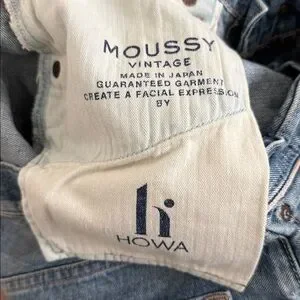 MOUSSY
VINTAGE
MADE IN JAPAN
GUARANTEED GARMENT
CREATE A FACIAL EXPRESSION
BY
HOWA